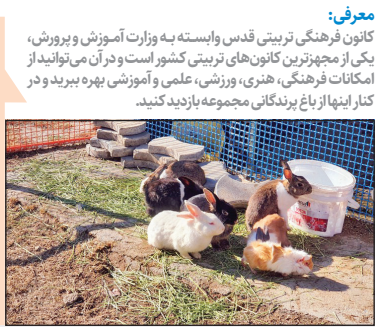 معرفی:
کانون فرهنگی تربیتی قدس وابسته به وزارت آموزش و پرورش،
یکی از مجهزترین کانون‌های تربیتی کشور است و در آن می‌توانید از
امکانات فرهنگی، هنری، ورزشی، علمی و آموزشی بهره ببرید و در
کنار اینها از باغ پرندگانی مجموعه بازدید کنید.